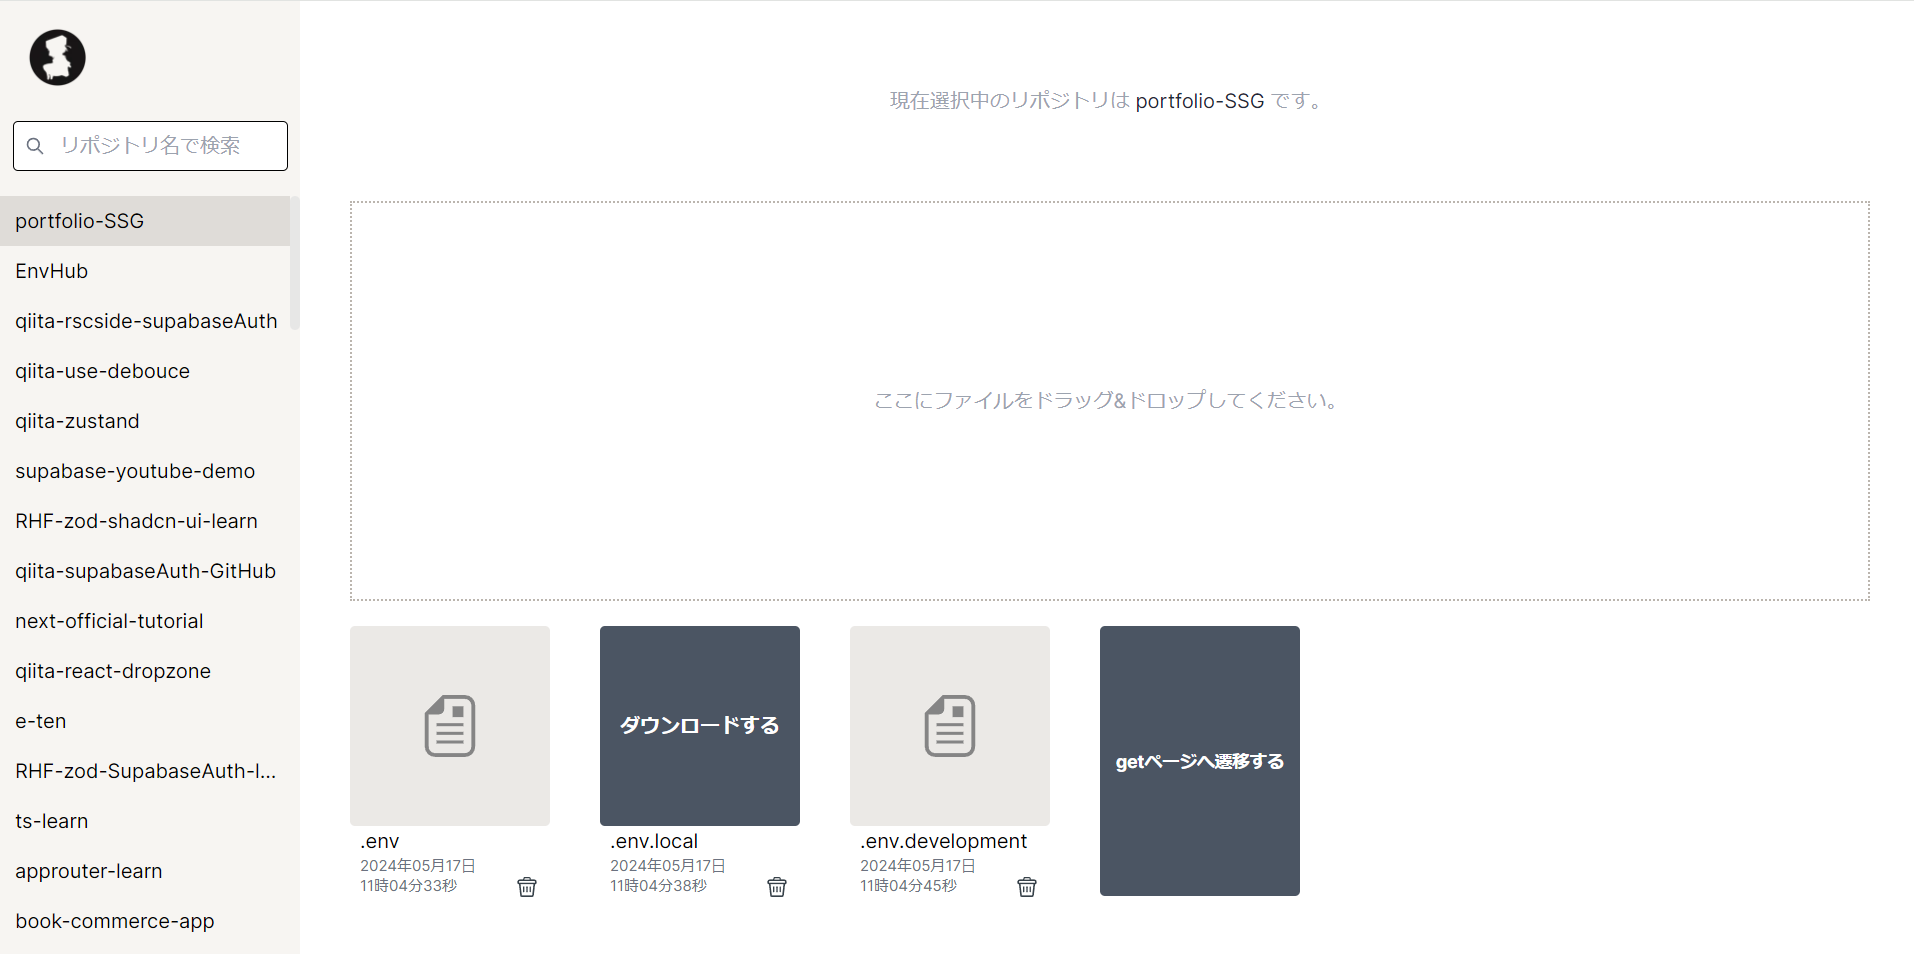 リポジトリ名で検索
portfolio-SSG
EnvHub
qiita-rscside-supabaseAuth
qiita-use-debouce
qiita-zustand
supabase-youtube-demo
RHF-zod-shadcn-ui-learn
qiita-supabaseAuth-GitHub
next-official-tutorial
qiita-react-dropzone
e-ten
RHF-zod-SupabaseAuth-l...
ts-learn
approuter-learn
book-commerce-app
現在選択中のリポジトリは portfolio-SSG です。
ここにファイルをドラッグ&ドロップしてください。
.env
2024年05月17日
11時04分33秒
ダウンロードする
.env.local
2024年05月17日
11時04分38秒
.env.development
2024年05月17日
11時04分45秒
getページへ遷移する